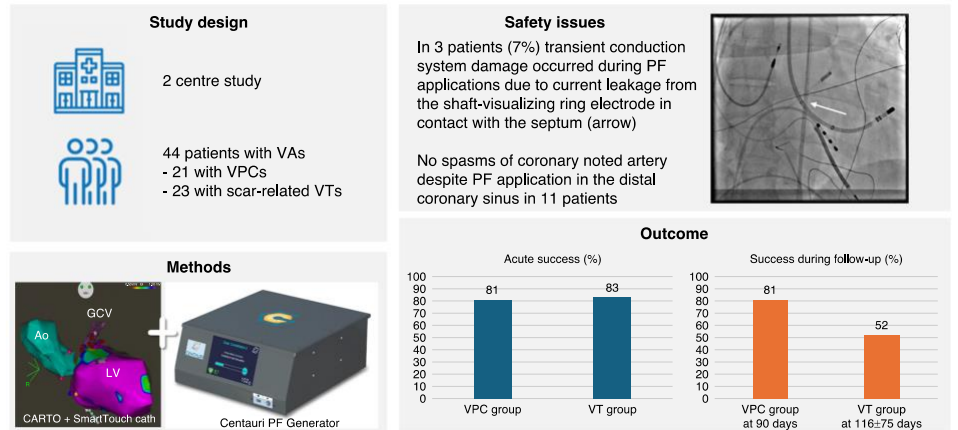 Study design
2 centre study
44 patients with VAs
- 21 with VPCs
- 23 with scar-related VTs
Methods
GCV
Ao
LV
CARTO + SmartTouch cath
Centauri PF Generator
Safety issues
In 3 patients (7%) transient conduction
system damage occurred during PF
applications due to current leakage from
the shaft-visualizing ring electrode in
contact with the septum (arrow)
No spasms of coronary noted artery
despite PF application in the distal
coronary sinus in 11 patients
Outcome
Acute success (%)
100
90
80
70
60
50
40
30
20
10
0
81
83
VPC group
VT group
Success during follow-up (%)
100
90
80
70
60
50
40
30
20
10
0
81
52
VPC group
at 90 days
VT group
at 116±75 days